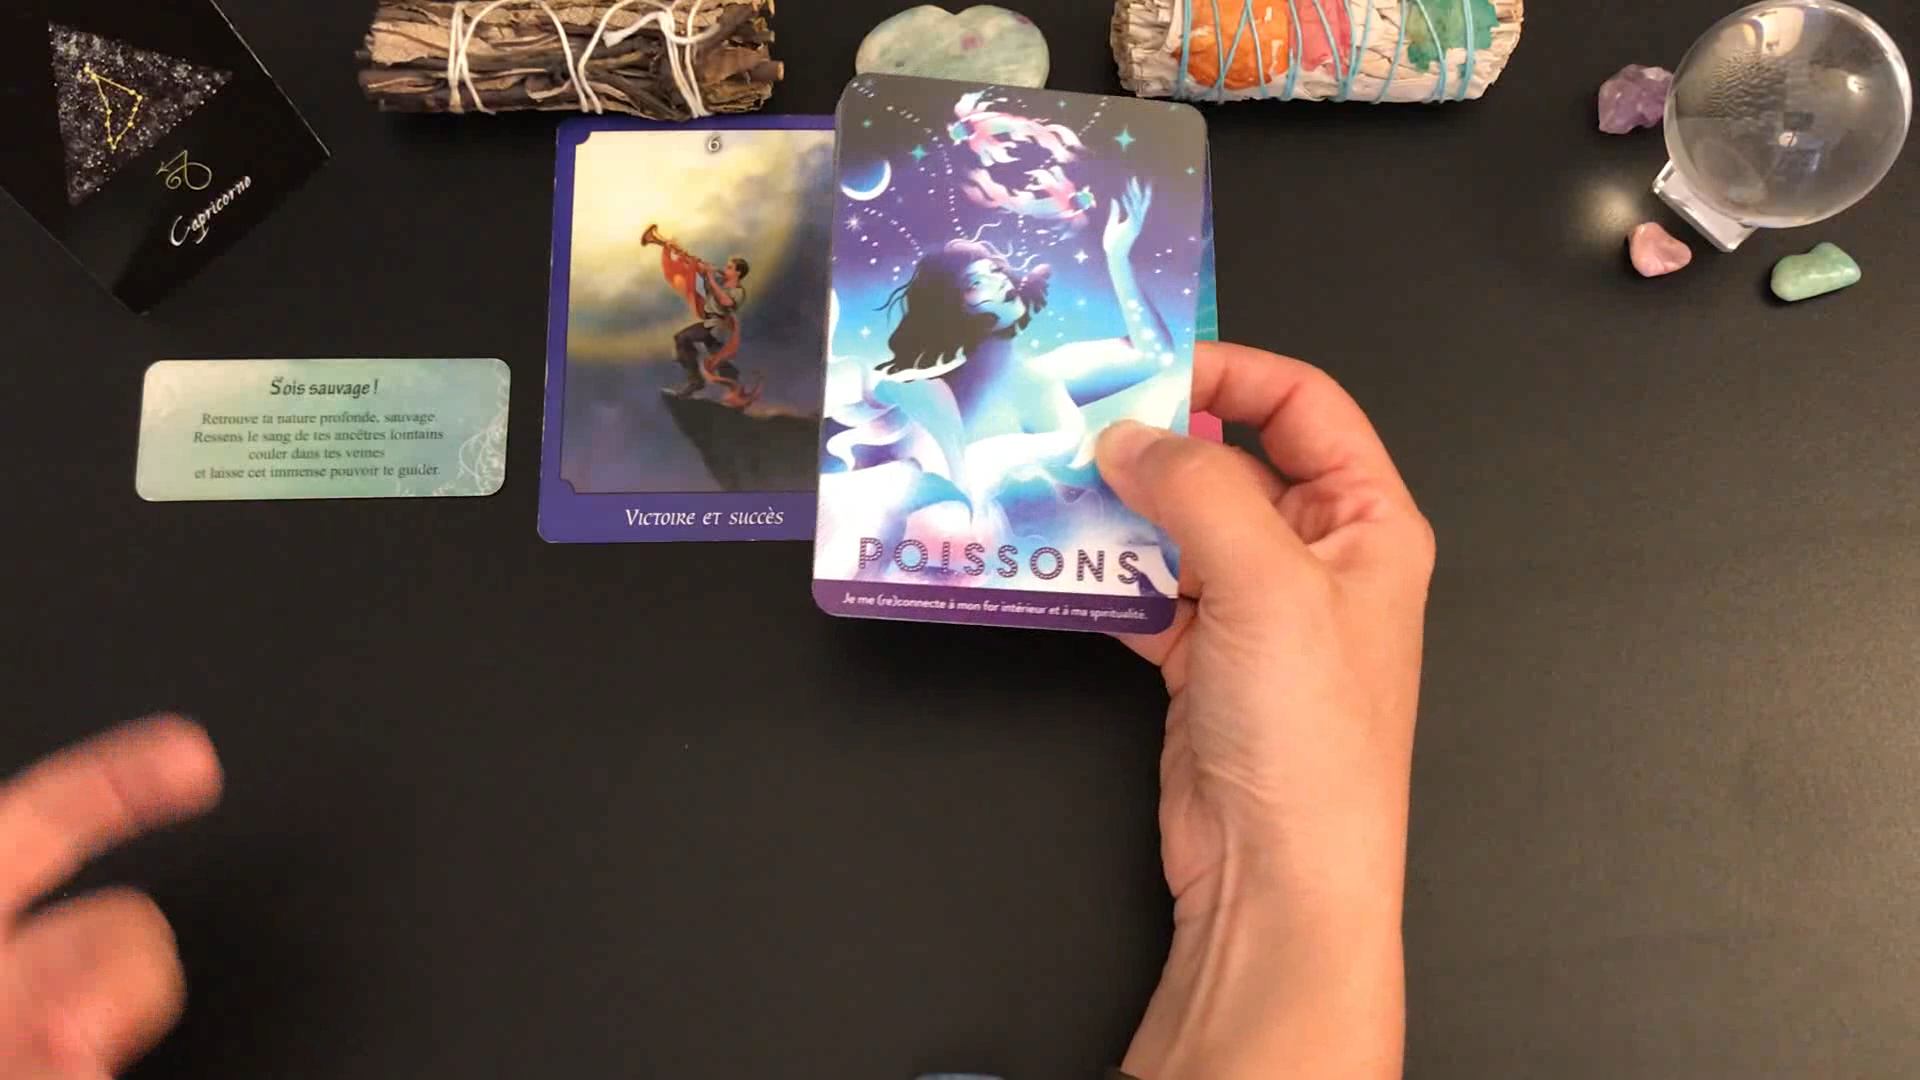 Capricorno
Sois sauvage !
Retrouve ta nature profonde, sauvage.
Ressens le sang de tes ancêtres lointains
couler dans tes veines
et laisse cet immense pouvoir te guider.
6
Victoire et succès
POISSONS
Je me (re)connecte à mon for intérieur et à ma spiritualité.